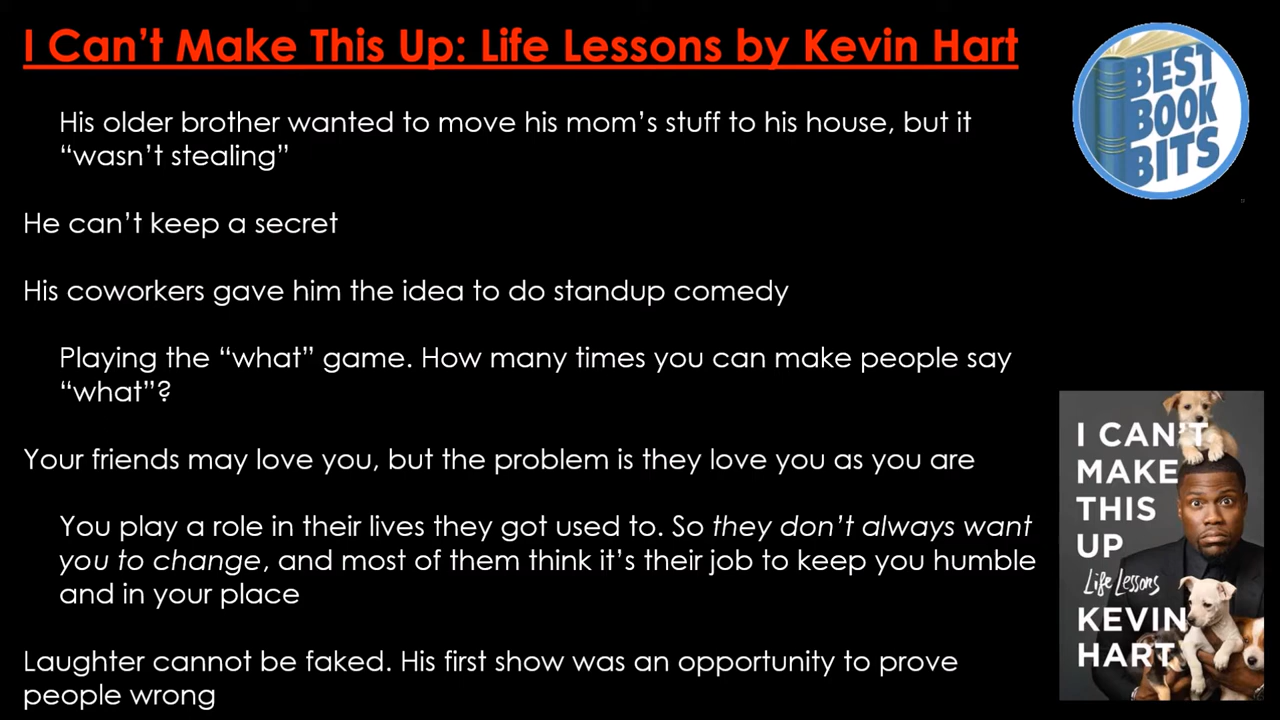 I Can’t Make This Up: Life Lessons by Kevin Hart
His older brother wanted to move his mom’s stuff to his house, but it
“wasn’t stealing”
He can’t keep a secret
His coworkers gave him the idea to do standup comedy
Playing the “what” game. How many times you can make people say
“what”?
Your friends may love you, but the problem is they love you as you are
You play a role in their lives they got used to. So they don’t always want
you to change, and most of them think it’s their job to keep you humble
and in your place
Laughter cannot be faked. His first show was an opportunity to prove
people wrong
BEST
BOOK
BITS
I CAN’T
MAKE
THIS
UP
Life Lessons
KEVIN
HART